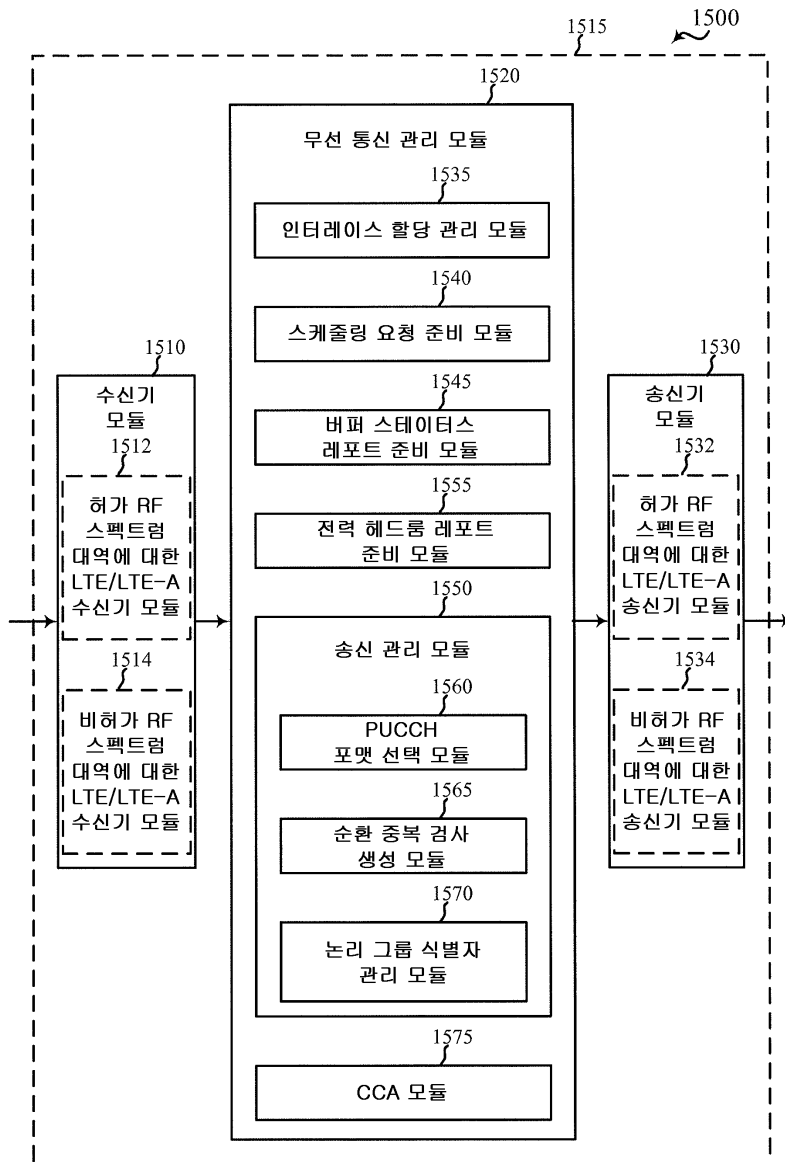 1500
1515
1520
무선 통신 관리 모듈
1535
인터레이스 할당 관리 모듈
1540
스케줄링 요청 준비 모듈
1510
수신기
모듈
1512
허가 RF
스펙트럼
대역에 대한
LTE/LTE-A
수신기 모듈
1514
비허가 RF
스펙트럼
대역에 대한
LTE/LTE-A
수신기 모듈
1545
버퍼 스테이터스
레포트 준비 모듈
1555
전력 헤드룸 레포트
준비 모듈
1550
송신 관리 모듈
1560
PUCCH
포맷 선택 모듈
1565
순환 중복 검사
생성 모듈
1570
논리 그룹 식별자
관리 모듈
1575
CCA 모듈
1530
송신기
모듈
1532
허가 RF
스펙트럼
대역에 대한
LTE/LTE-A
송신기 모듈
1534
비허가 RF
스펙트럼
대역에 대한
LTE/LTE-A
송신기 모듈